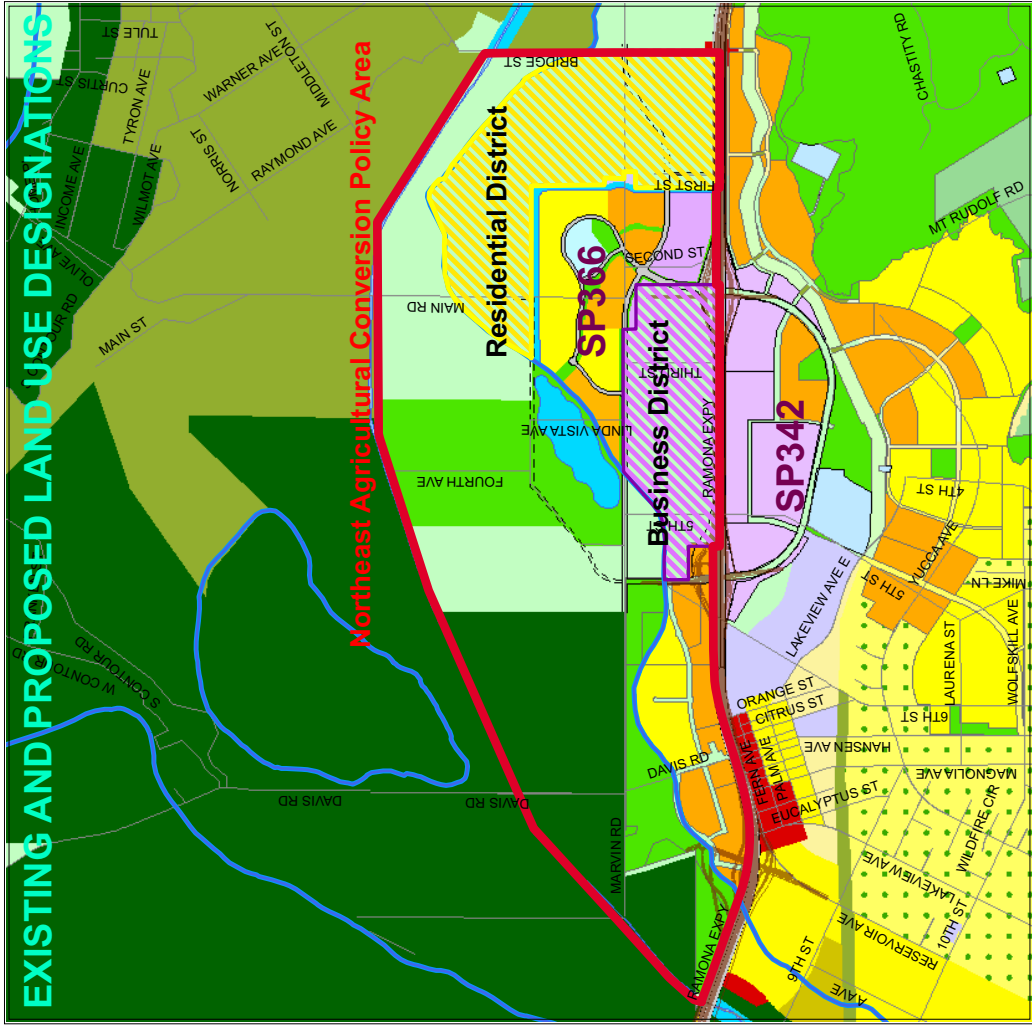 EXISTING AND PROPOSED LAND USE DESIGNATIONS
TULE ST
CURTIS ST
TYRON AVE
WARNER AVE
MIDDLETON ST
INCOME AVE
WILMOT AVE
NORRIS ST
RAYMOND AVE
OLIVE
MAIN ST
BRIDGE ST
CHASTITY RD
Northeast Agricultural Conversion Policy Area
Residential District
MAIN RD
FIRST ST
SECOND ST
SP366
MT RUDOLF RD
THIRD ST
Business District
LINDA VISTA AVE
FOURTH AVE
RAMONA EXPY
SP342
5TH ST
4TH ST
YUCCA AVE
5TH ST
MIKE LN
LAKEVIEW AVE E
LAURENA ST
WOLFSKILL AVE
W CONTOR RD
S CONTOUR RD
ORANGE ST
CITRUS ST
6TH ST
HANSEN AVE
DAVIS RD
FERN AVE
PALM AVE
MAGNOLIA AVE
EUCALYPTUS ST
DAVIS RD
DAVIS RD
WILDFIRE CIR
MARVIN RD
LAKEVIEW AVE
10TH ST
RESERVOIR AVE
RAMONA EXPY
9TH ST
A AVE